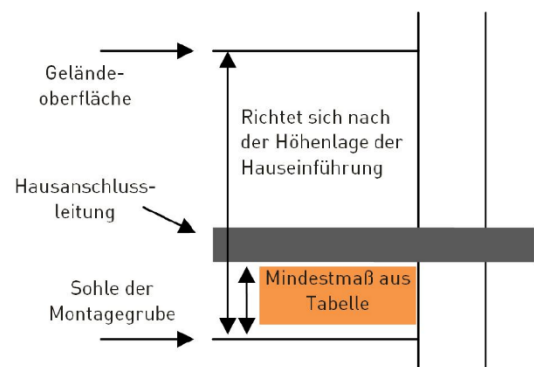 Gelände-
oberfläche
Richtet sich nach
der Höhenlage der
Hauseinführung
Hausanschluss-
leitung
Mindestmaß aus
Tabelle
Sohle der
Montagegrube